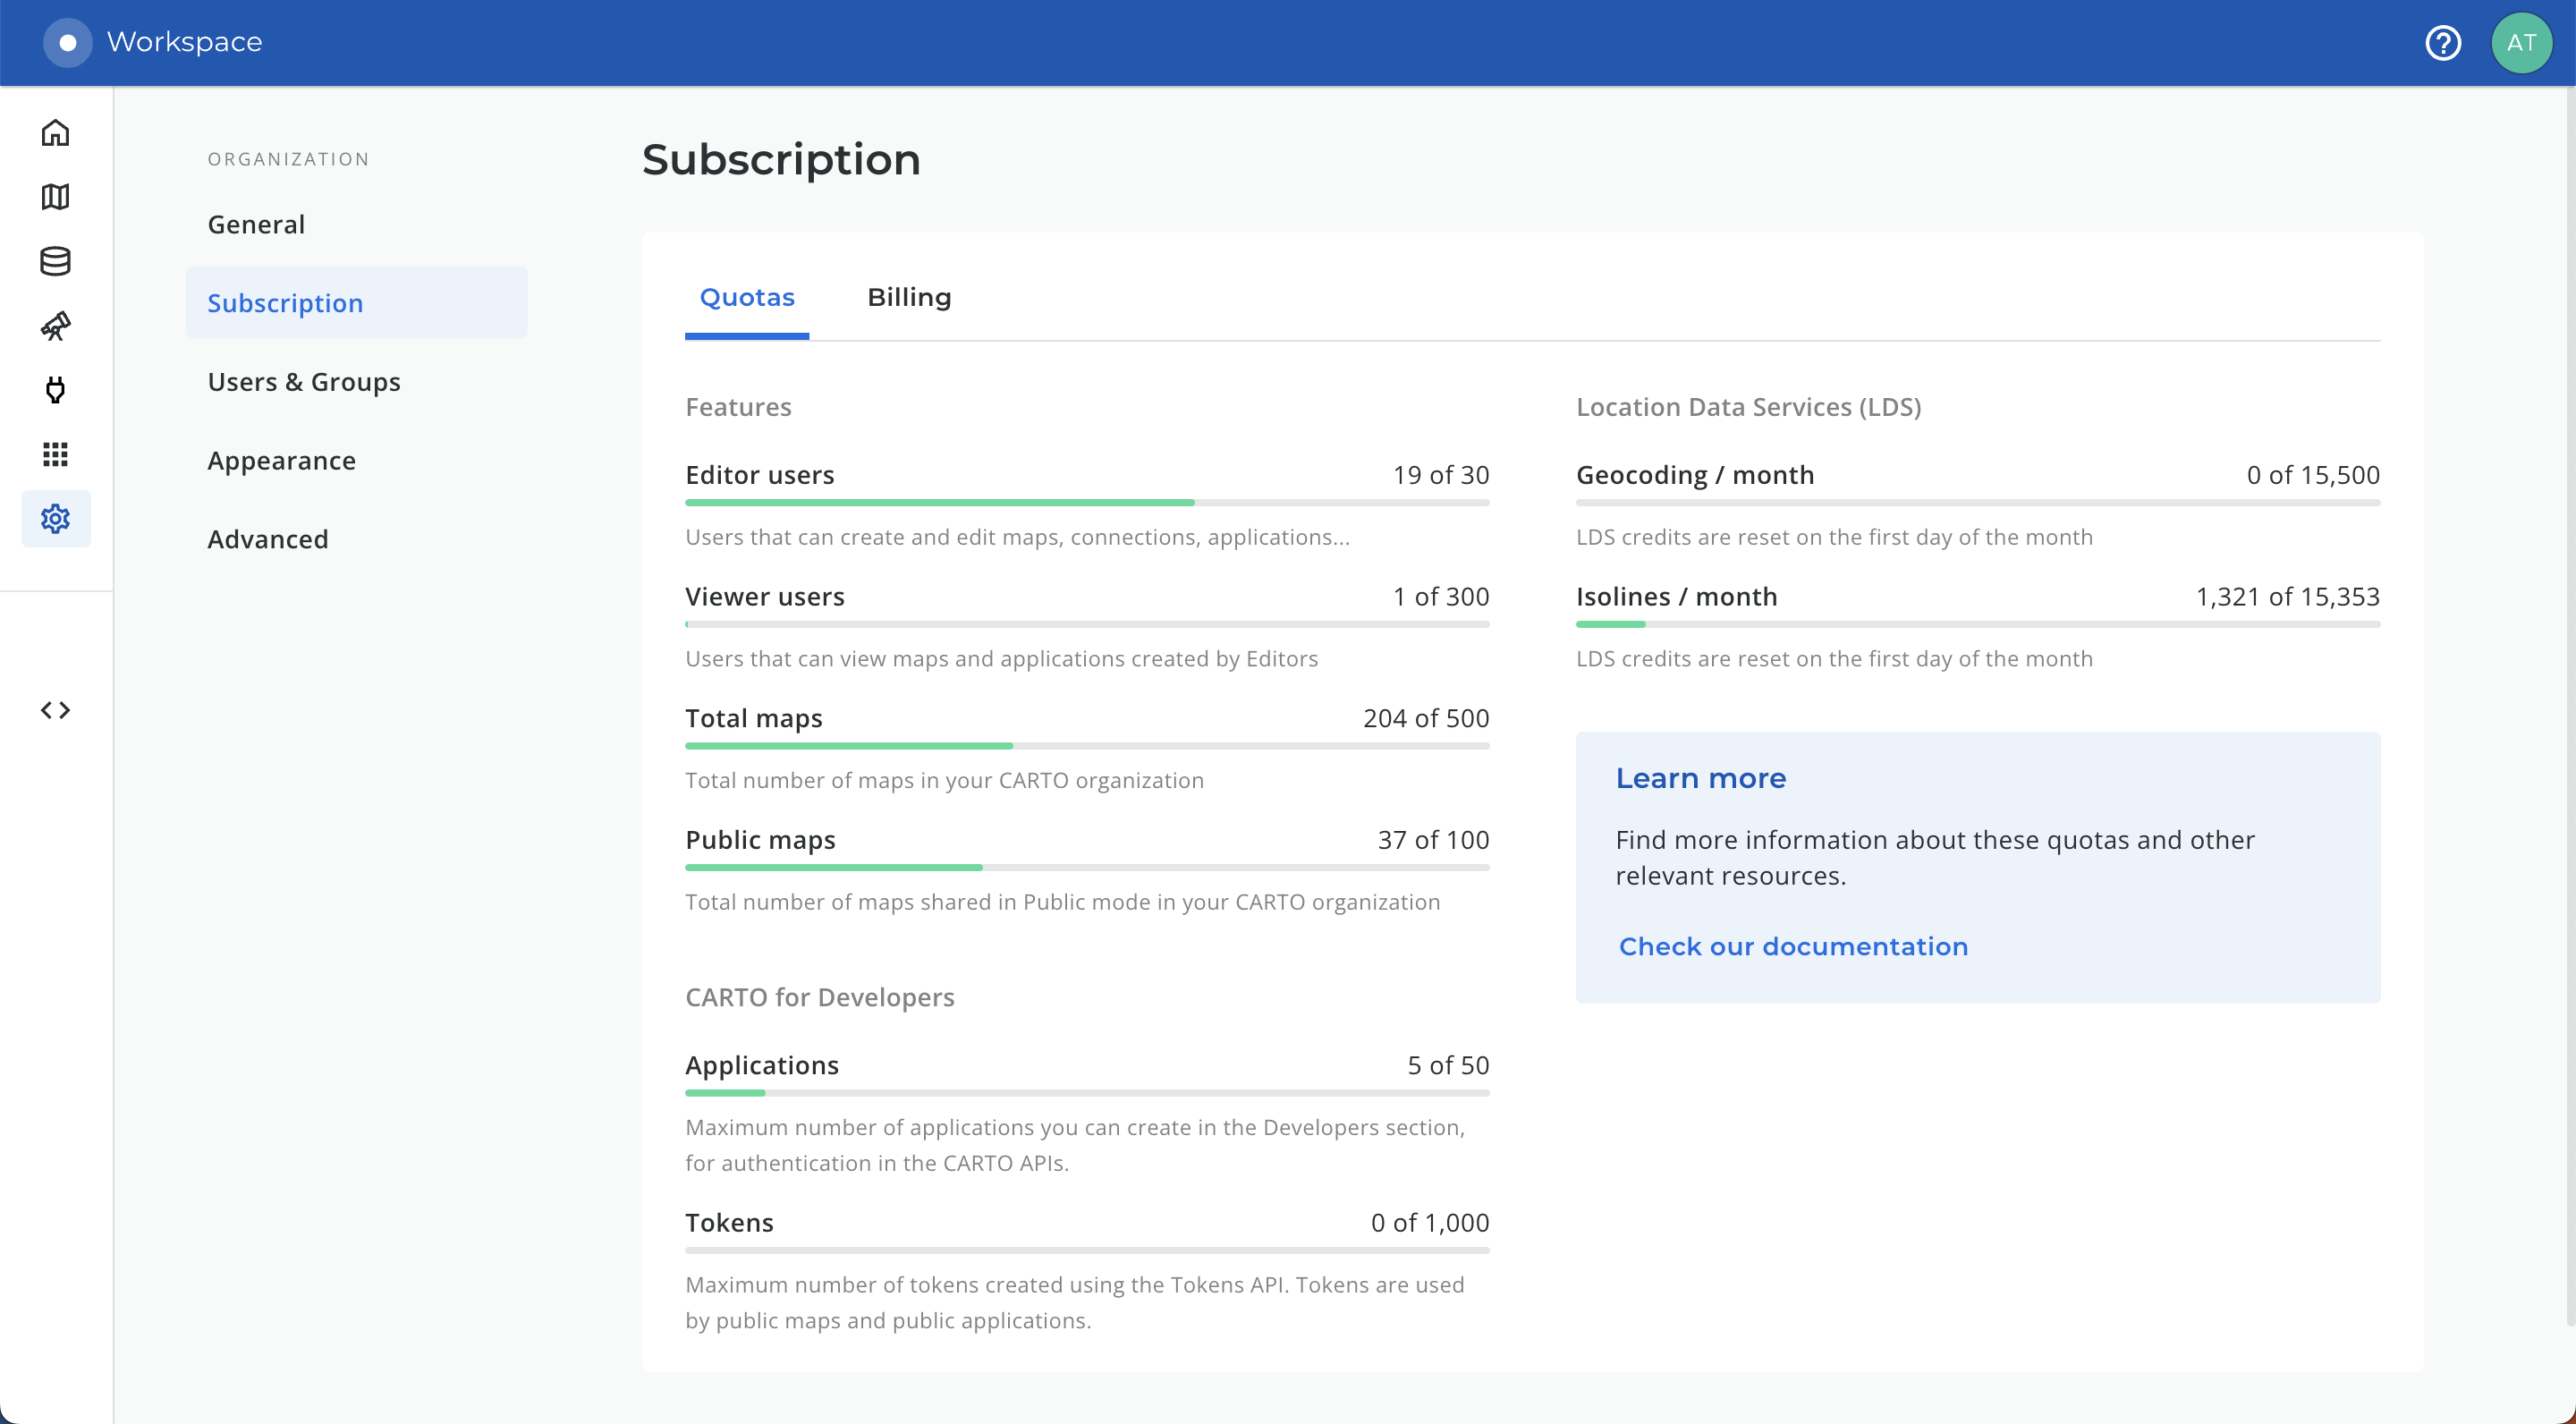 Workspace
AT
ORGANIZATION
General
Subscription
Users & Groups
Appearance
Advanced
Subscription
Quotas
Billing
Features
Editor users
19 of 30
Users that can create and edit maps, connections, applications...
Viewer users
1 of 300
Users that can view maps and applications created by Editors
Total maps
204 of 500
Total number of maps in your CARTO organization
Public maps
37 of 100
Total number of maps shared in Public mode in your CARTO organization
CARTO for Developers
Applications
5 of 50
Maximum number of applications you can create in the Developers section,
for authentication in the CARTO APIs.
Tokens
0 of 1,000
Maximum number of tokens created using the Tokens API. Tokens are used
by public maps and public applications.
Location Data Services (LDS)
Geocoding / month
0 of 15,500
LDS credits are reset on the first day of the month
Isolines / month
1,321 of 15,353
LDS credits are reset on the first day of the month
Learn more
Find more information about these quotas and other
relevant resources.
Check our documentation